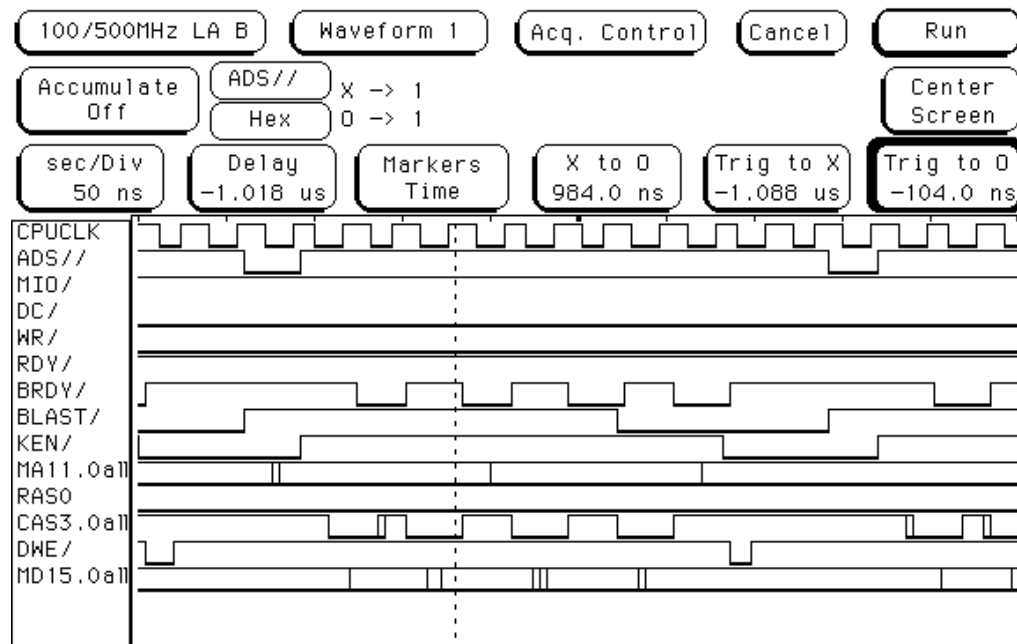 100/500MHz LA B Waveform 1 Acq. Control Cancel Run
Accumulate Off ADS// X -> 1 Center Screen
Hex O -> 1
sec/Div Delay Markers X to O Trig to X Trig to O
50 ns -1.018 us Time 984.0 ns -1.088 us -104.0 ns
CPUCLK
ADS//
MIO/
DC/
WR/
RDY/
BRDY/
BLAST/
KEN/
MA11.0all
RAS0
CAS3.0all
DWE/
MD15.0all